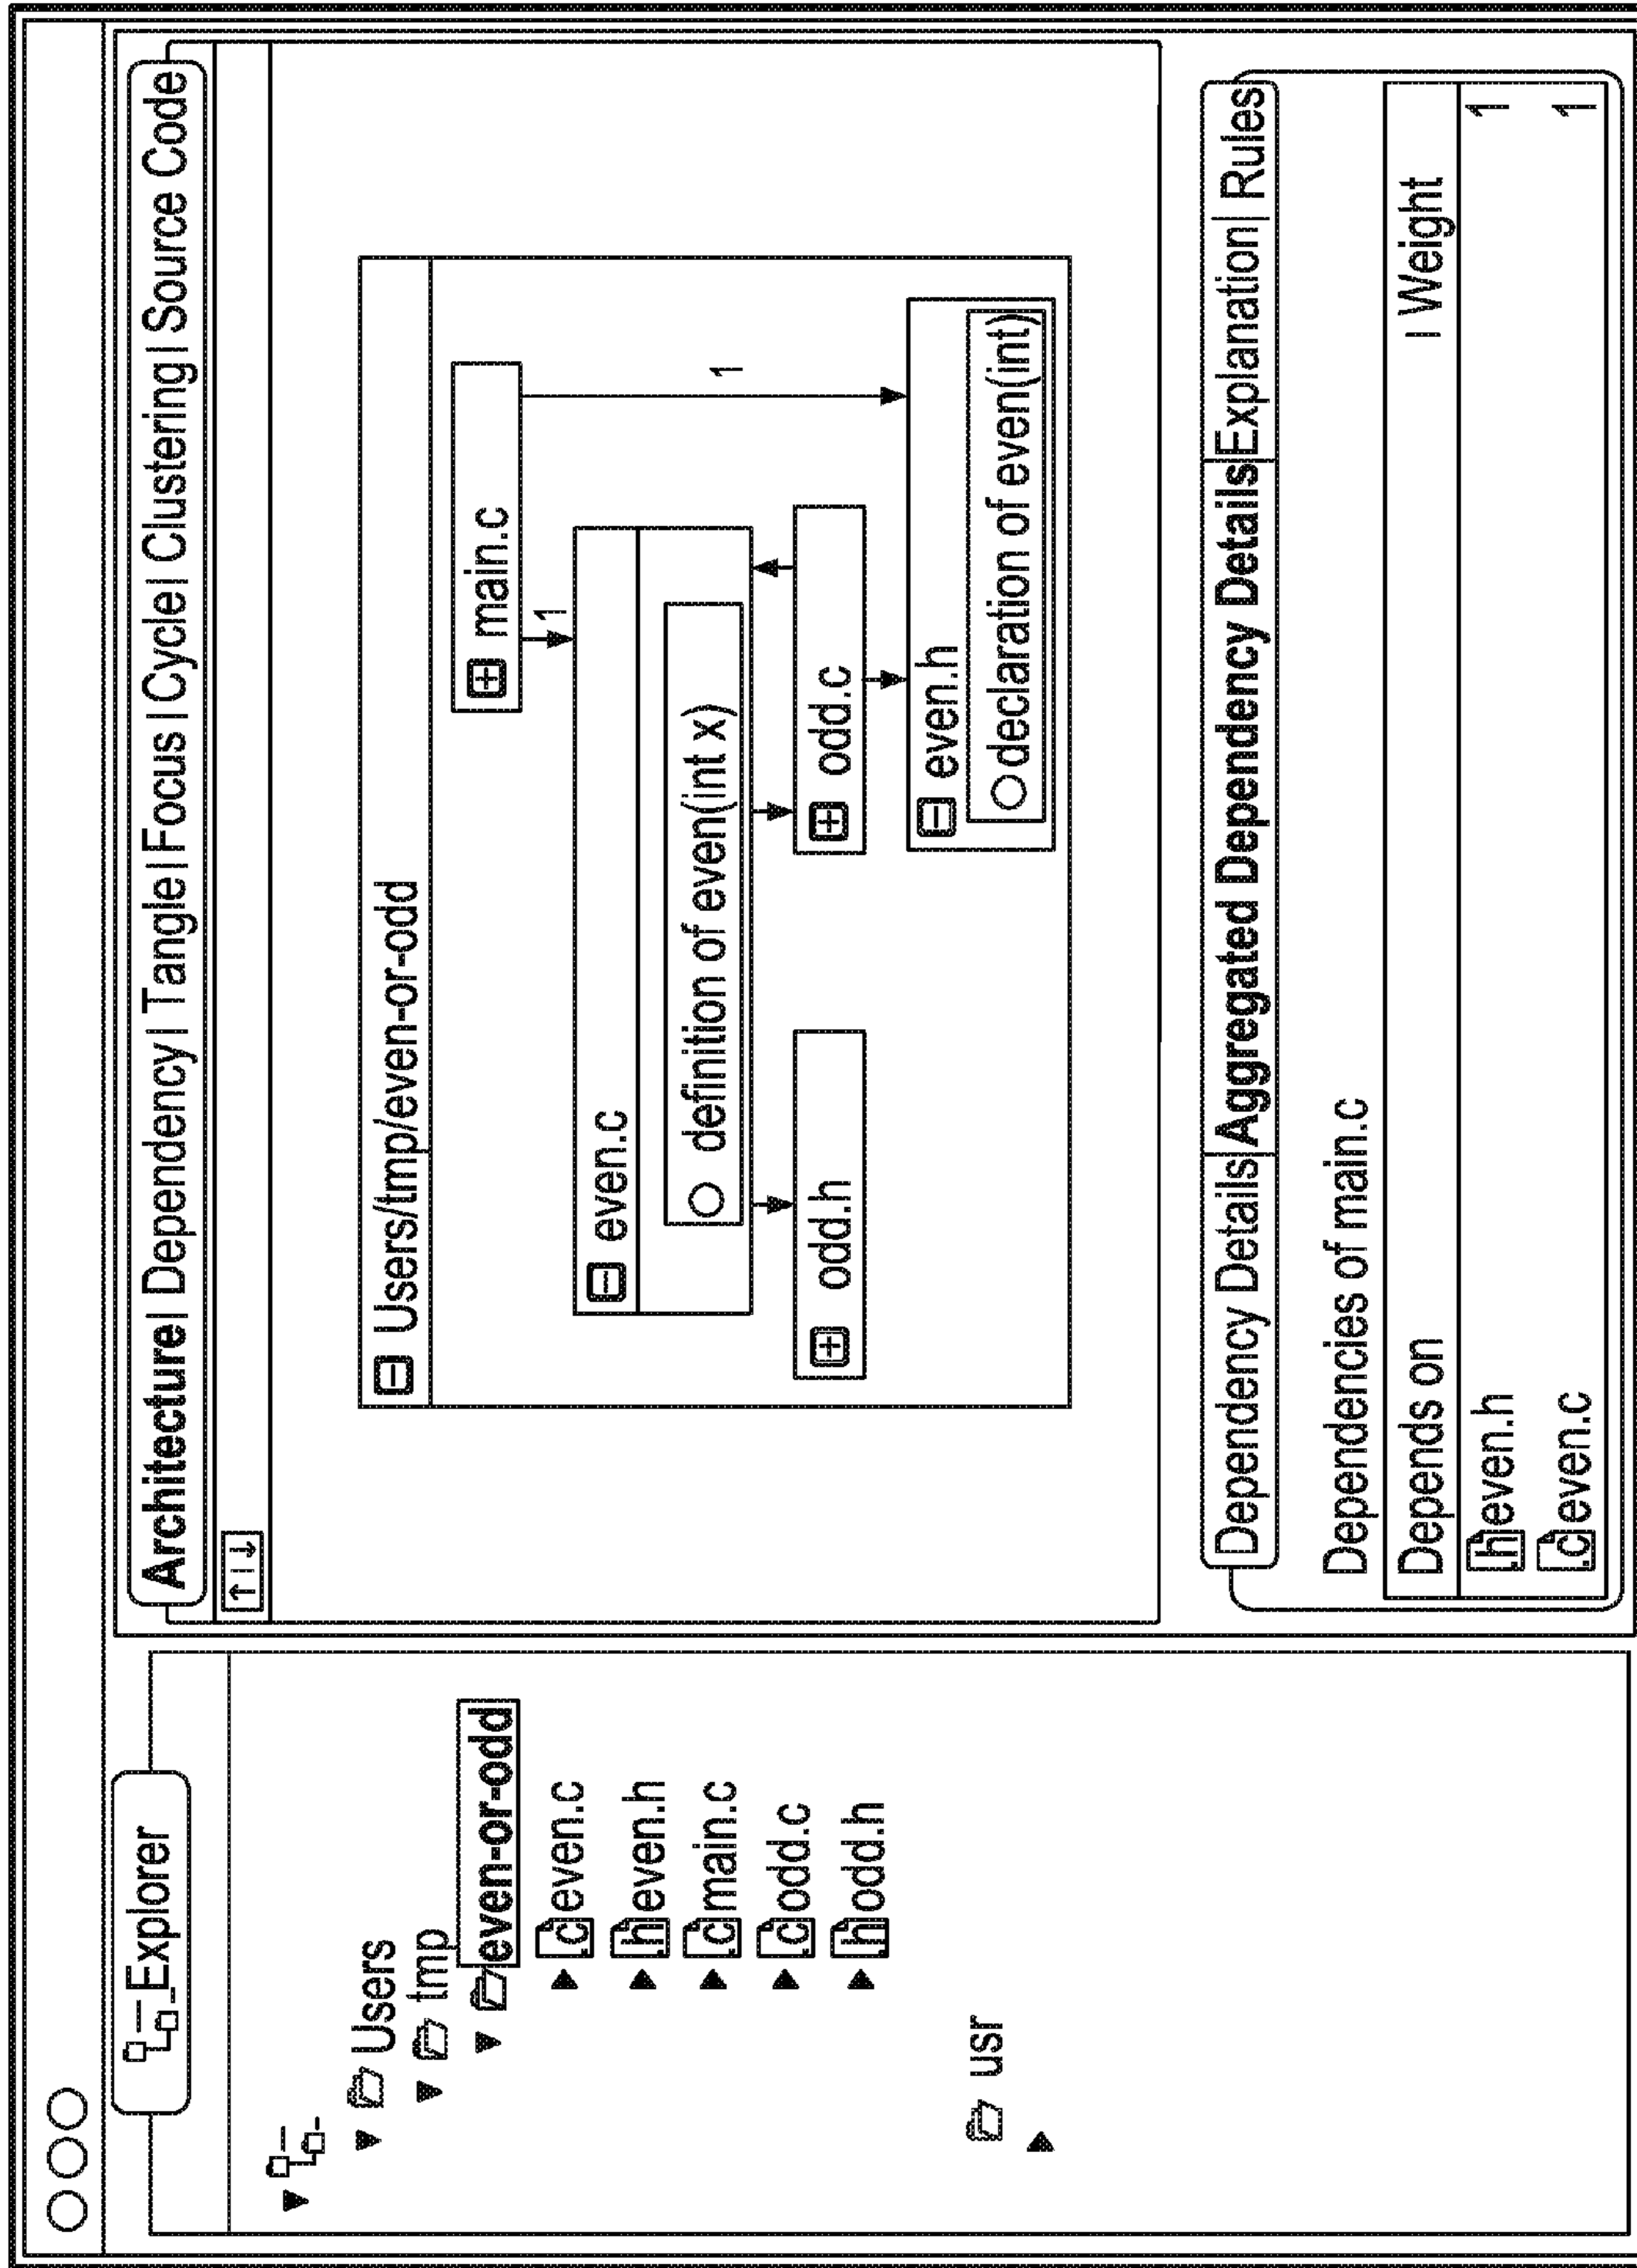 Explorer
Users
tmp
even-or-odd
.c even.c
.h even.h
.c main.c
.c odd.c
.h odd.h
usr
Architecture| Dependency| Tangle|Focus |Cycle| Clustering| Source Code
↑|↓
Users/tmp/even-or-odd
main.c
1
1
even.c
definition of even(int x)
odd.h
odd.c
even.h
declaration of even(int)
Dependency Details|Aggregated Dependency Details|Explanation| Rules
Dependencies of main.c
Depends on | Weight
.h even.h 1
.c even.c 1